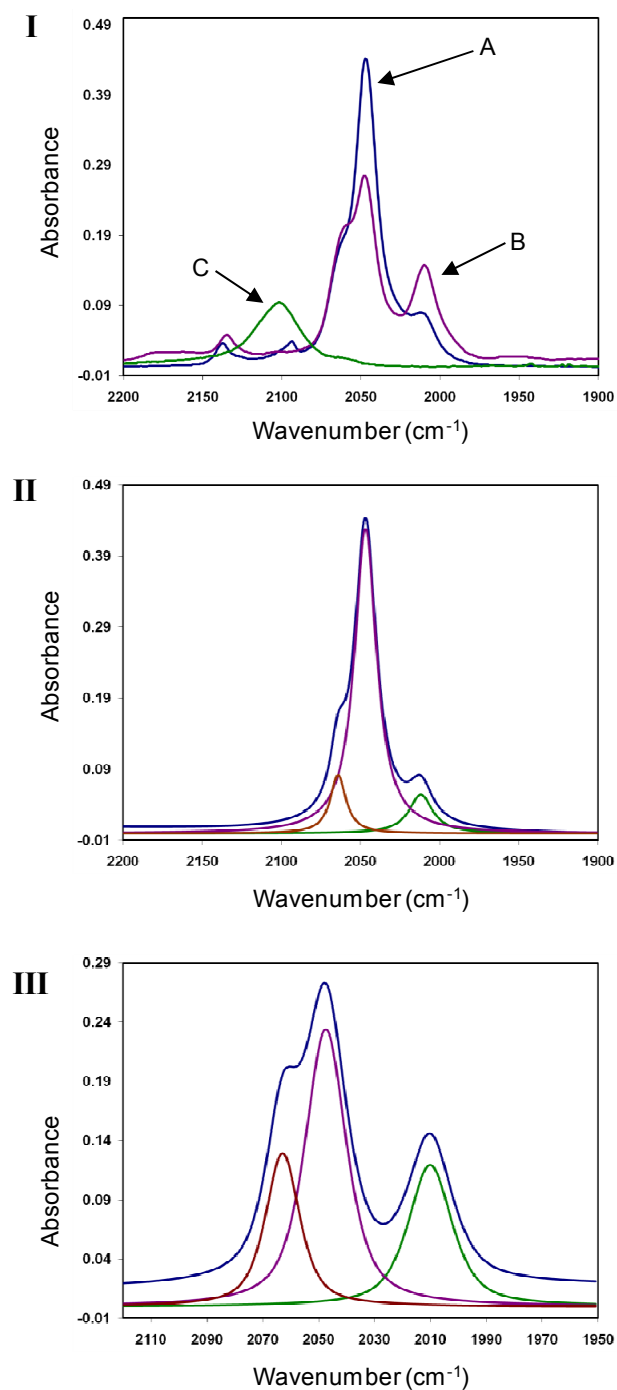 I
0.49
0.39
0.29
0.19
0.09
-0.01
Absorbance
A
B
C
2200 2150 2100 2050 2000 1950 1900
Wavenumber (cm-1)
II
0.49
0.39
0.29
0.19
0.09
-0.01
Absorbance
2200 2150 2100 2050 2000 1950 1900
Wavenumber (cm-1)
III
0.29
0.24
0.19
0.14
0.09
0.04
-0.01
Absorbance
2110 2090 2070 2050 2030 2010 1990 1970 1950
Wavenumber (cm-1)